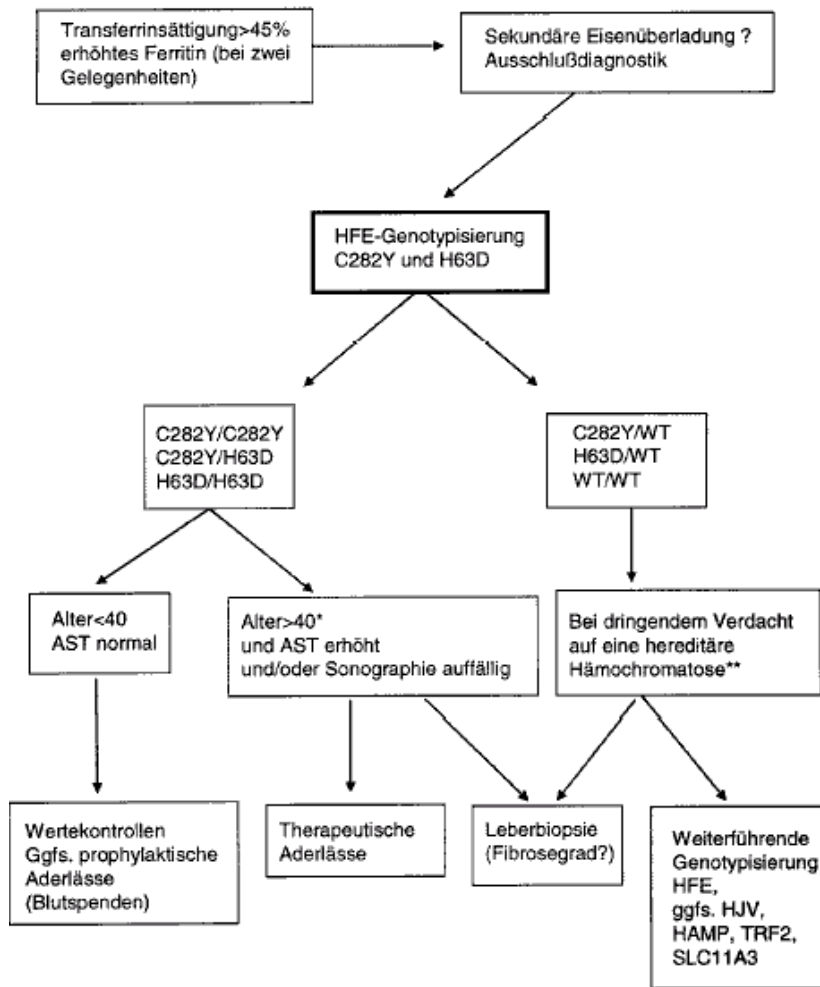 Transferrinsättigung>45%
erhöhtes Ferritin (bei zwei
Gelegenheiten)
Sekundäre Eisenüberladung ?
Ausschlußdiagnostik
HFE-Genotypisierung
C282Y und H63D
C282Y/C282Y
C282Y/H63D
H63D/H63D
C282Y/WT
H63D/WT
WT/WT
Alter<40
AST normal
Alter>40*
und AST erhöht
und/oder Sonographie auffällig
Bei dringendem Verdacht
auf eine hereditäre
Hämochromatose**
Wertekontrollen
Ggfs. prophylaktische
Aderlässe
(Blutspenden)
Therapeutische
Aderlässe
Leberbiopsie
(Fibrosegrad?)
Weiterführende
Genotypisierung
HFE,
ggfs. HJV,
HAMP, TRF2,
SLC11A3